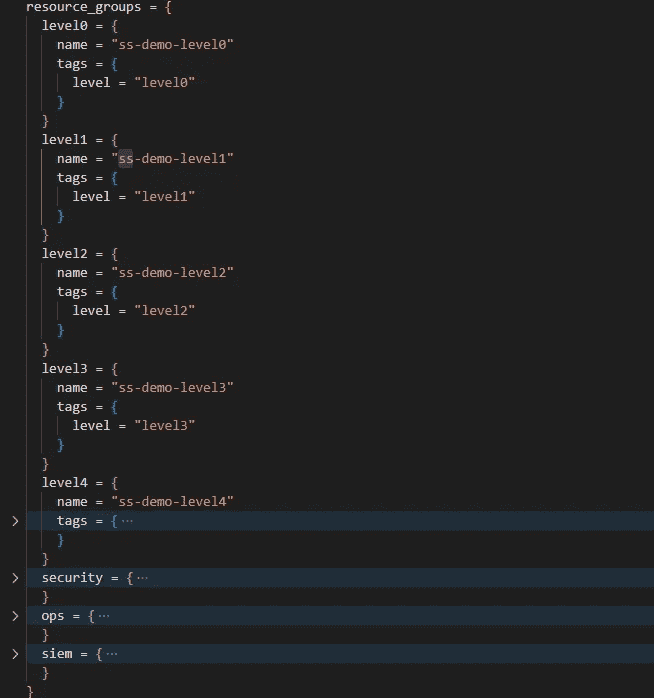 resource_groups = {
  level0 = {
    name = "ss-demo-level0"
    tags = {
      level = "level0"
    }
  }
  level1 = {
    name = "ss-demo-level1"
    tags = {
      level = "level1"
    }
  }
  level2 = {
    name = "ss-demo-level2"
    tags = {
      level = "level2"
    }
  }
  level3 = {
    name = "ss-demo-level3"
    tags = {
      level = "level3"
    }
  }
  level4 = {
    name = "ss-demo-level4"
    tags = {···
    }
  }
  security = {···
  }
  ops = {···
  }
  siem = {···
  }
}